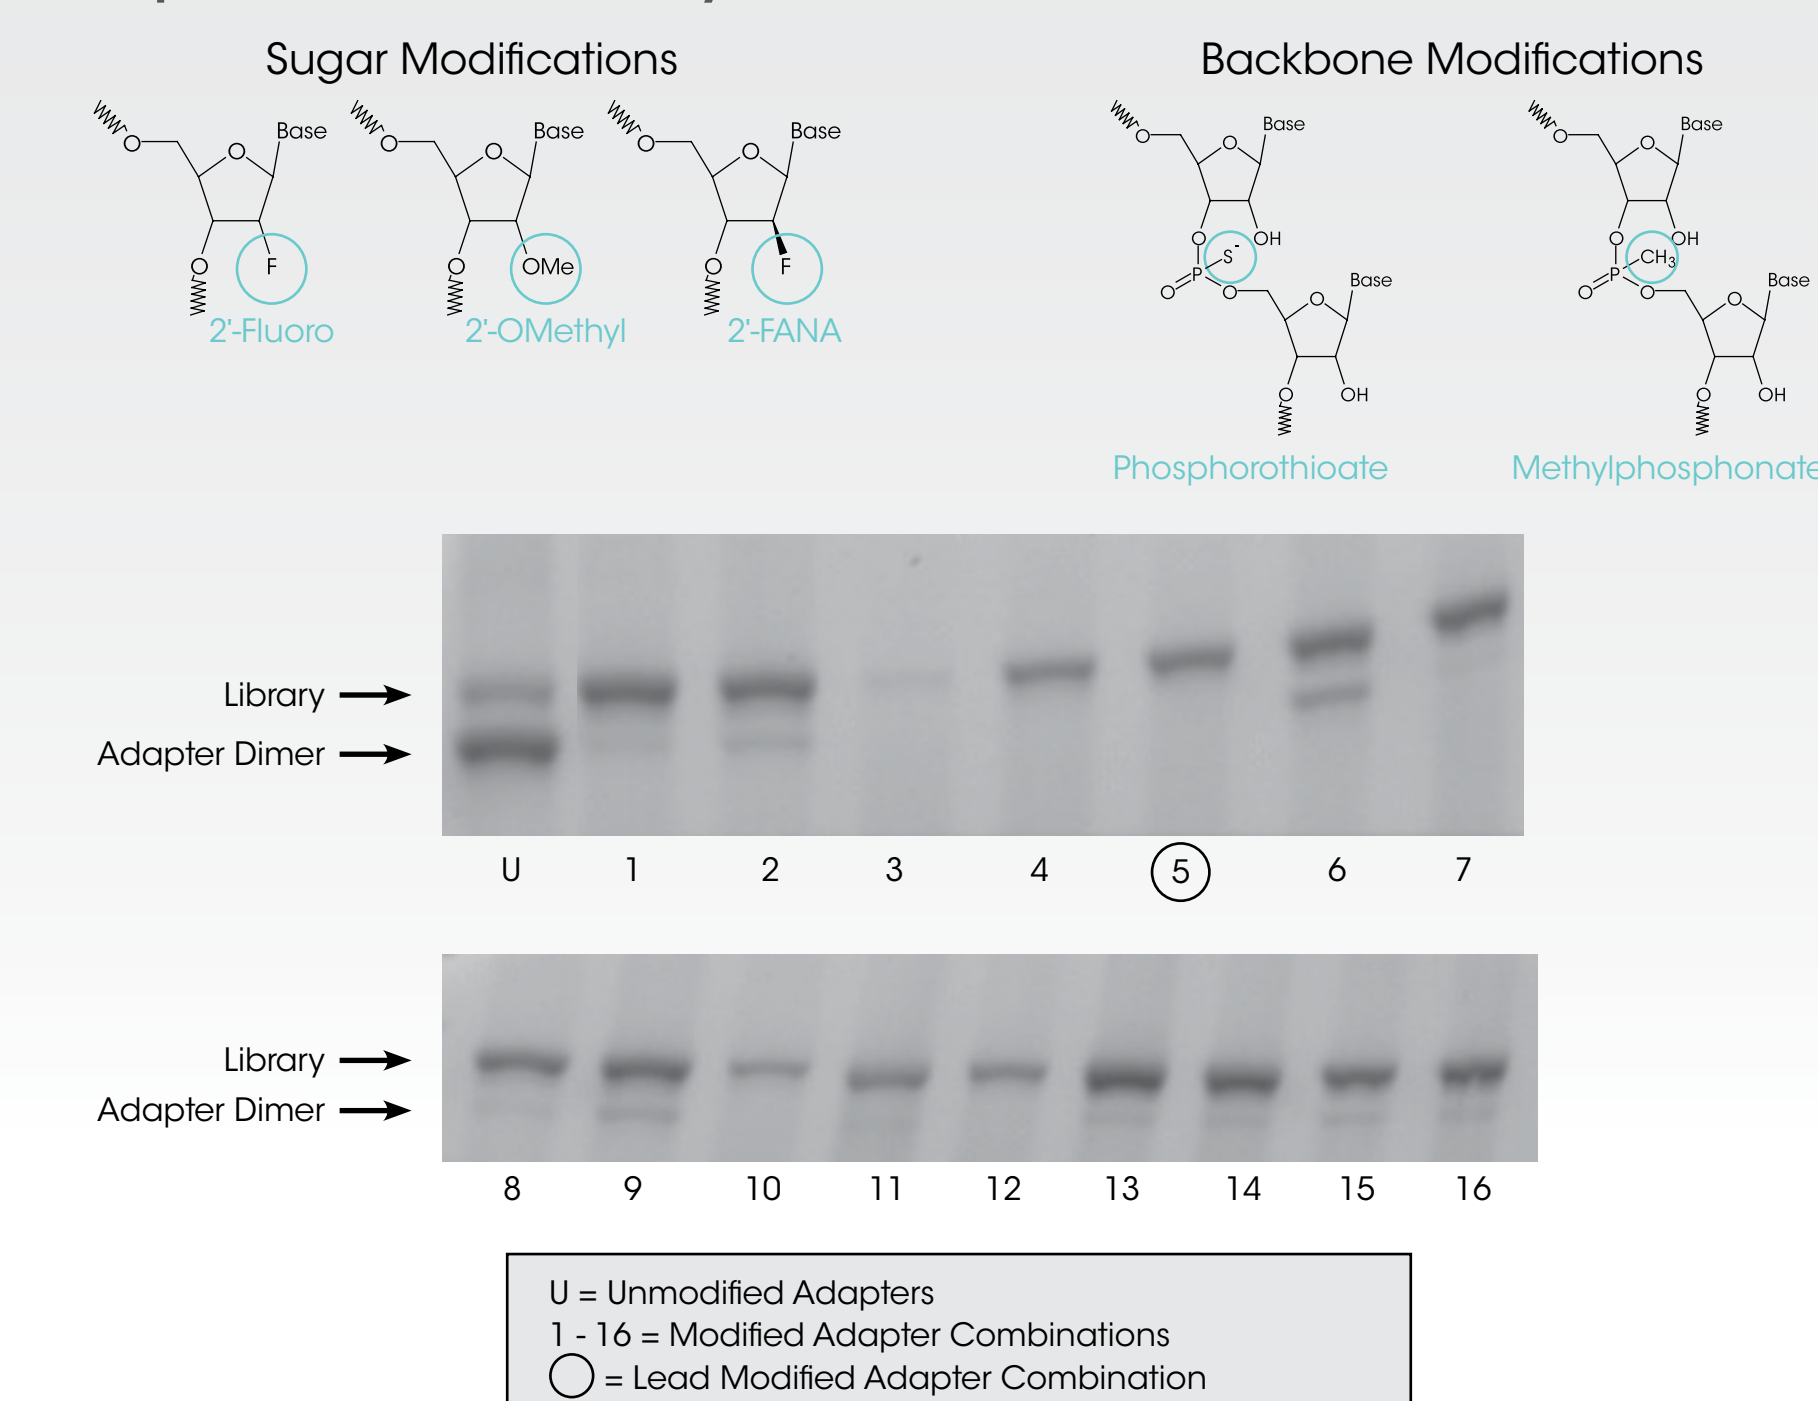 Sugar Modifications
Backbone Modifications
O
O
Base
O
F
2'-Fluoro
O
O
Base
O
OMe
2'-OMethyl
O
O
Base
O
F
2'-FANA
O
O
Base
O
OH
S-
P
O
O
O
Base
O
OH
Phosphorothioate
O
O
Base
O
OH
CH3
P
O
O
O
Base
O
OH
Methylphosphonate
Library
Adapter Dimer
U 1 2 3 4 5 6 7
Library
Adapter Dimer
8 9 10 11 12 13 14 15 16
U = Unmodified Adapters
1 - 16 = Modified Adapter Combinations
= Lead Modified Adapter Combination